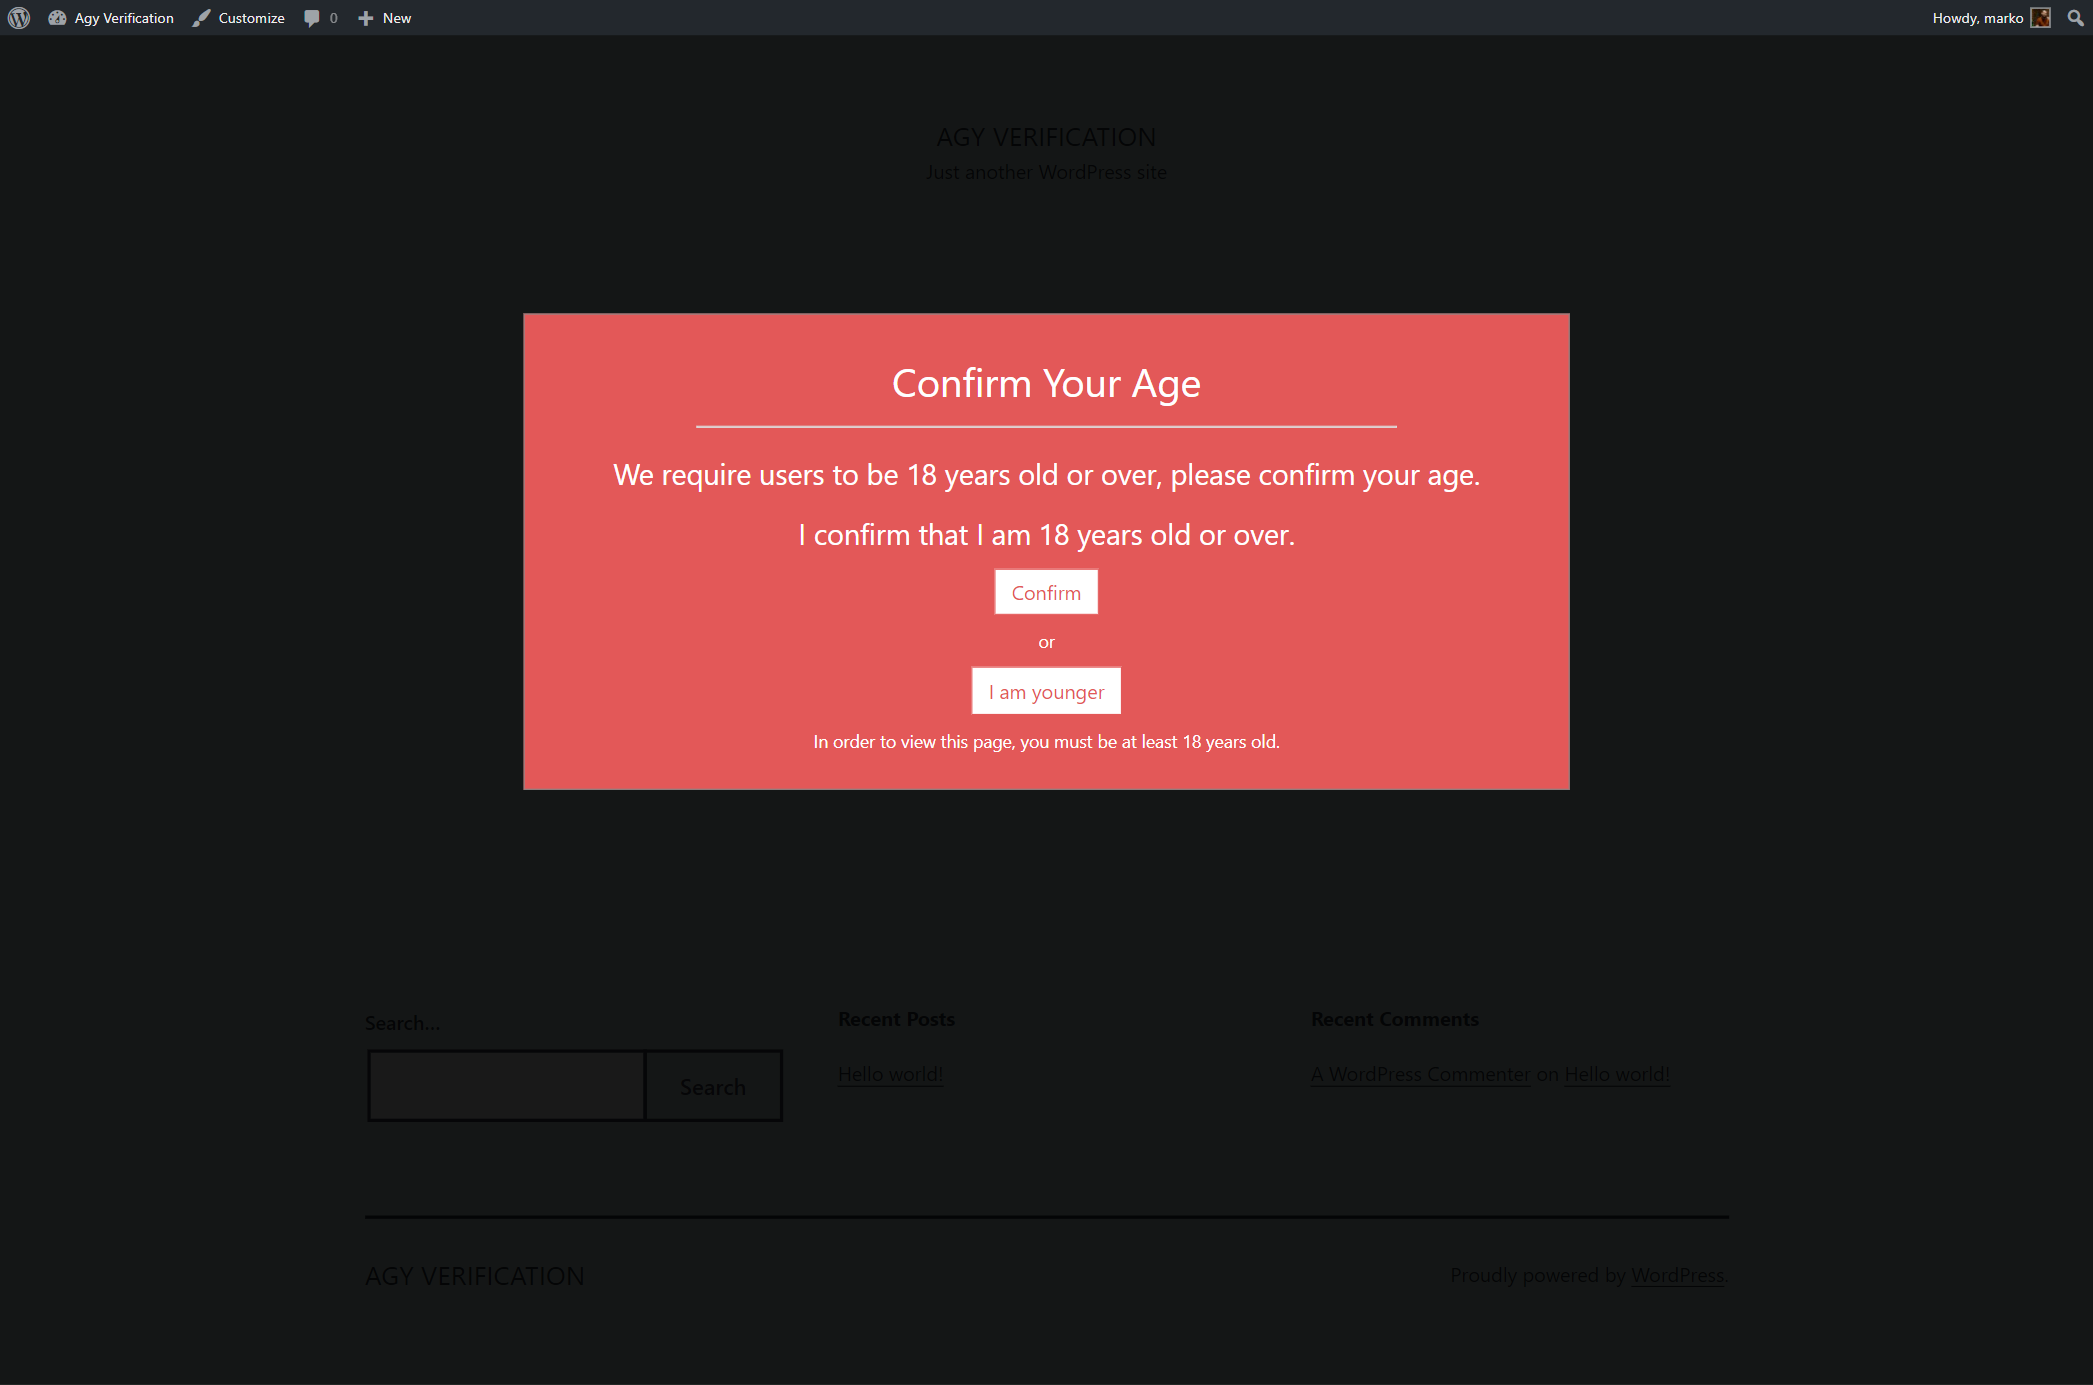 Agy Verification Customize 0 New Howdy, marko
AGY VERIFICATION
Just another WordPress site
Confirm Your Age
We require users to be 18 years old or over, please confirm your age.
I confirm that I am 18 years old or over.
Confirm
or
I am younger
In order to view this page, you must be at least 18 years old.
Search...
Search
Recent Posts
Hello world!
Recent Comments
A WordPress Commenter on Hello world!
AGY VERIFICATION
Proudly powered by WordPress.